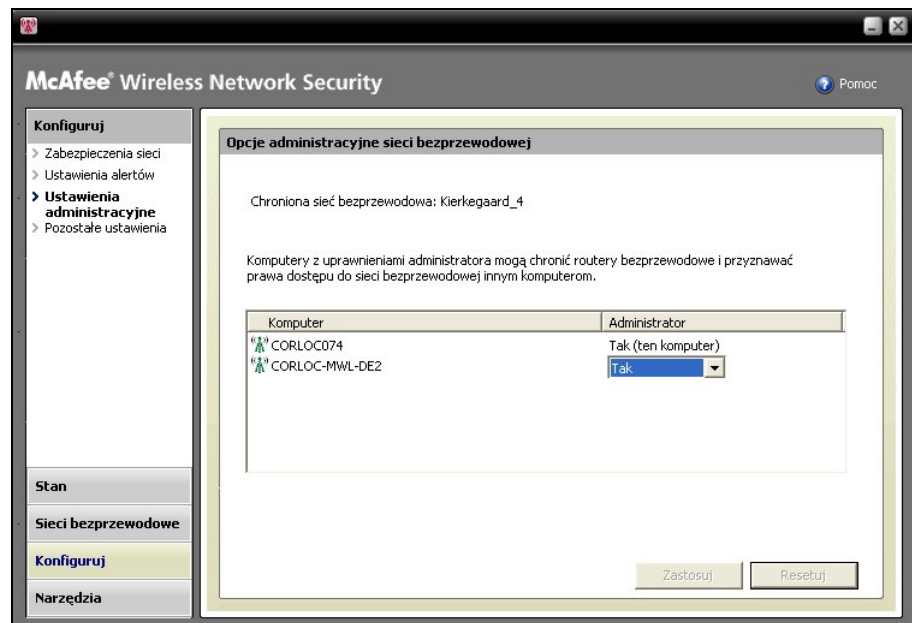 McAfee® Wireless Network Security
Pomoc
Konfiguruj
Zabezpieczenia sieci
Ustawienia alertów
Ustawienia
administracyjne
Pozostałe ustawienia
Stan
Sieci bezprzewodowe
Konfiguruj
Narzędzia
Opcje administracyjne sieci bezprzewodowej
Chroniona sieć bezprzewodowa: Kierkegaard_4
Komputery z uprawnieniami administratora mogą chronić routery bezprzewodowe i przyznawać
prawa dostępu do sieci bezprzewodowej innym komputerom.
Komputer Administrator
CORLOC074 Tak (ten komputer)
CORLOC-MWL-DE2 Tak
Zastosuj Resetuj